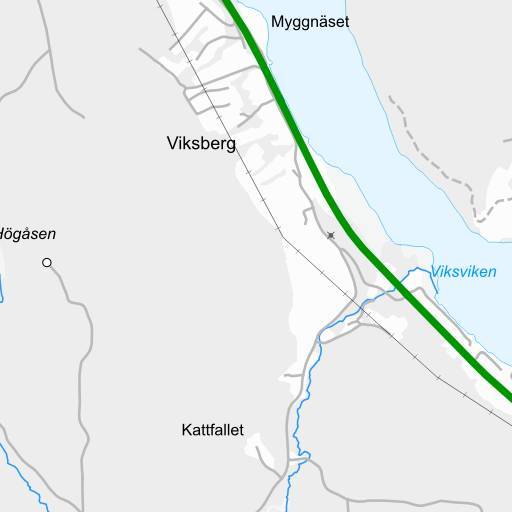 Myggnäset
Viksberg
Högåsen
Viksviken
Kattfallet